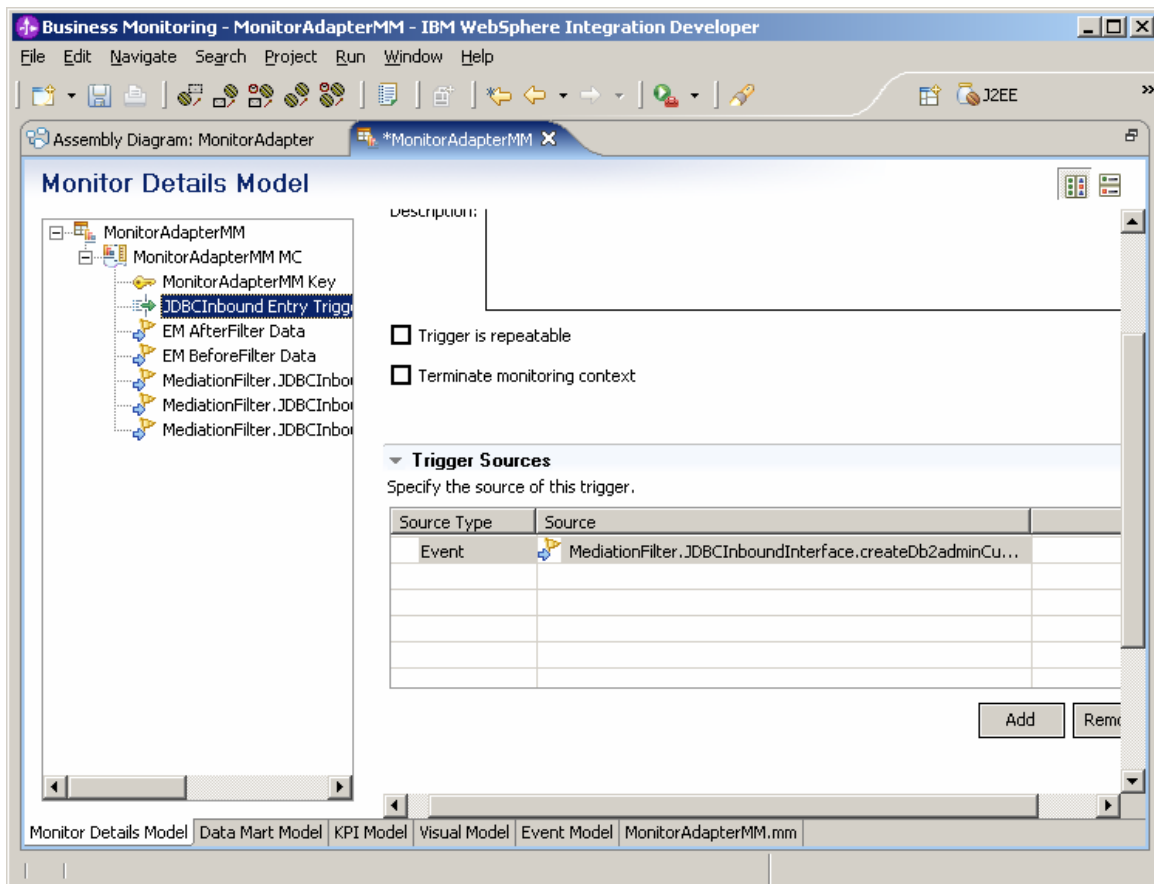 Business Monitoring - MonitorAdapterMM - IBM WebSphere Integration Developer
File Edit Navigate Search Project Run Window Help
J2EE
»
Assembly Diagram: MonitorAdapter
*MonitorAdapterMM
Monitor Details Model
MonitorAdapterMM
MonitorAdapterMM MC
MonitorAdapterMM Key
JDBCInbound Entry Trigg
EM AfterFilter Data
EM BeforeFilter Data
MediationFilter.JDBCInbou
MediationFilter.JDBCInbou
MediationFilter.JDBCInbou
Description:
Trigger is repeatable
Terminate monitoring context
Trigger Sources
Specify the source of this trigger.
Source Type Source
Event MediationFilter.JDBCInboundInterface.createDb2adminCu...
Add Remo
Monitor Details Model Data Mart Model KPI Model Visual Model Event Model MonitorAdapterMM.mm